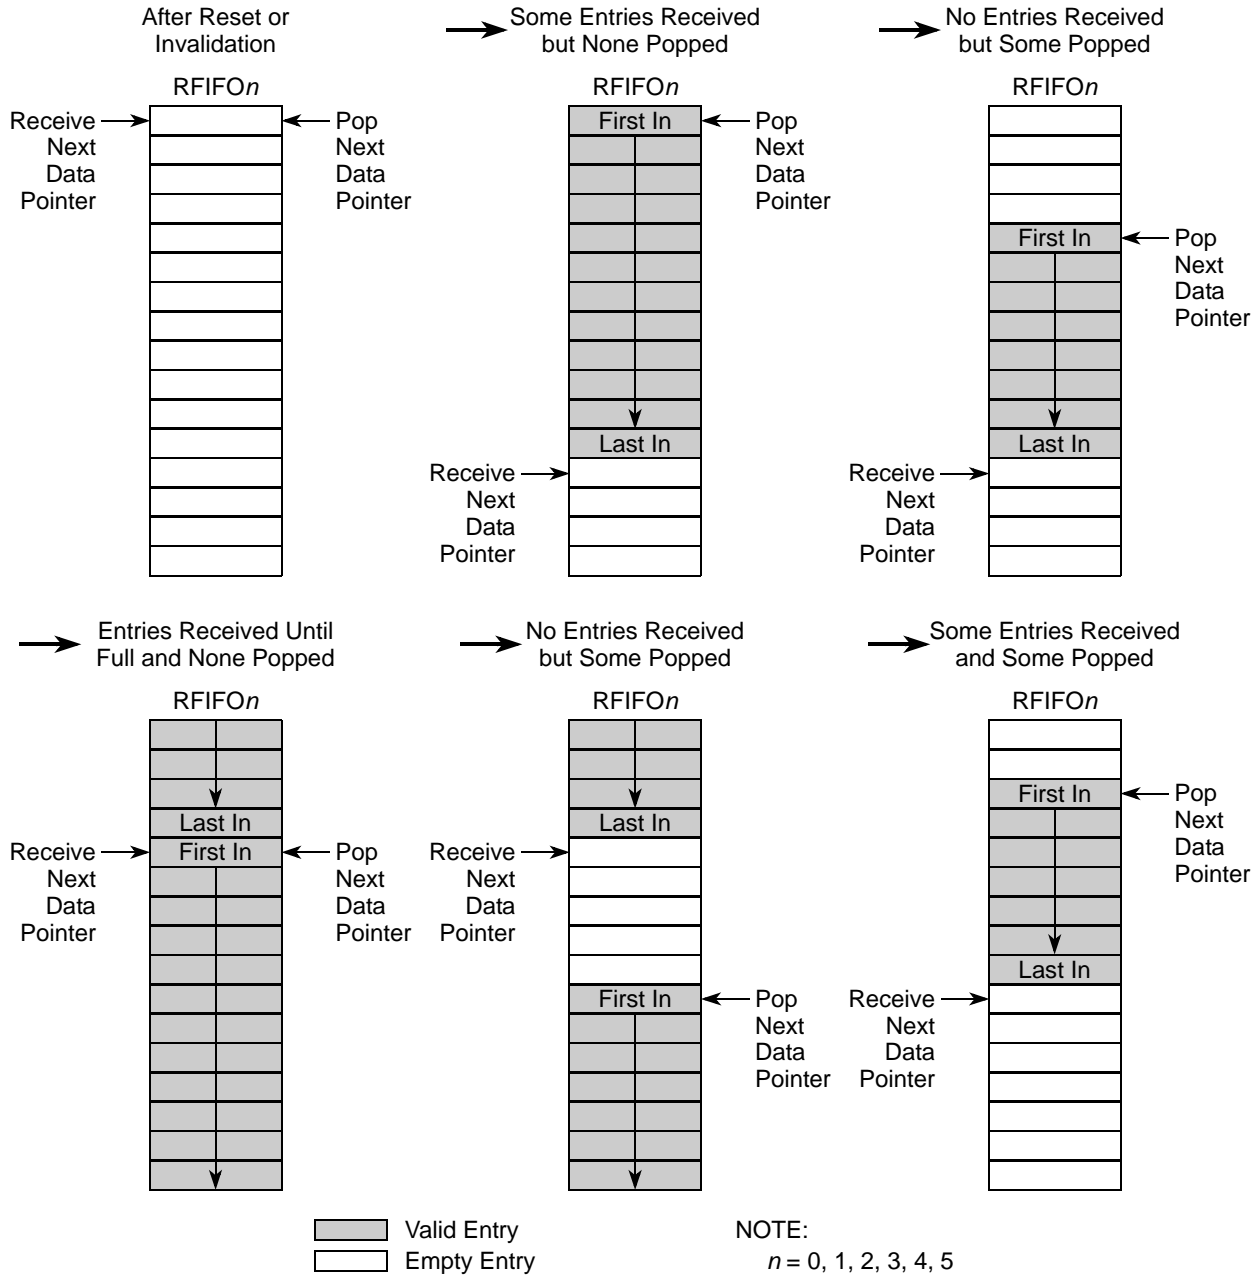 After Reset or
Invalidation
RFIFOn
Receive
Next
Data
Pointer
Pop
Next
Data
Pointer
Some Entries Received
but None Popped
RFIFOn
First In
Pop
Next
Data
Pointer
Last In
Receive
Next
Data
Pointer
No Entries Received
but Some Popped
RFIFOn
First In
Pop
Next
Data
Pointer
Last In
Receive
Next
Data
Pointer
Entries Received Until
Full and None Popped
RFIFOn
Last In
First In
Receive
Next
Data
Pointer
Pop
Next
Data
Pointer
No Entries Received
but Some Popped
RFIFOn
Last In
Receive
Next
Data
Pointer
First In
Pop
Next
Data
Pointer
Some Entries Received
and Some Popped
RFIFOn
First In
Pop
Next
Data
Pointer
Last In
Receive
Next
Data
Pointer
Valid Entry
Empty Entry
NOTE:
n = 0, 1, 2, 3, 4, 5